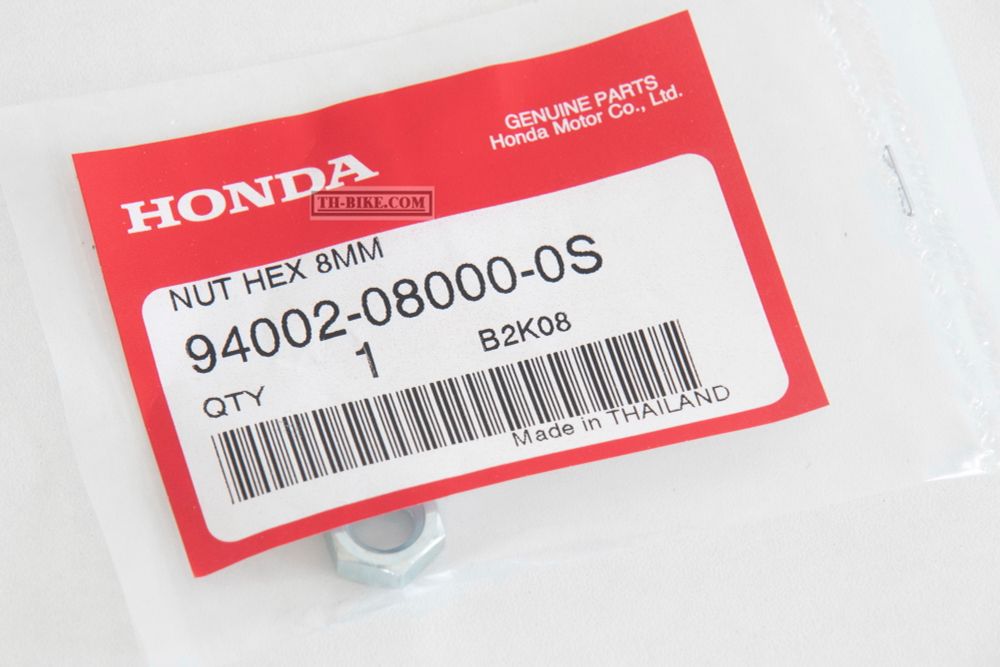 GENUINE PARTS
Honda Motor Co., Ltd.
HONDA
TH-BIKE.COM
NUT HEX 8MM
94002-08000-0S
QTY 1 B2K08
Made in THAILAND